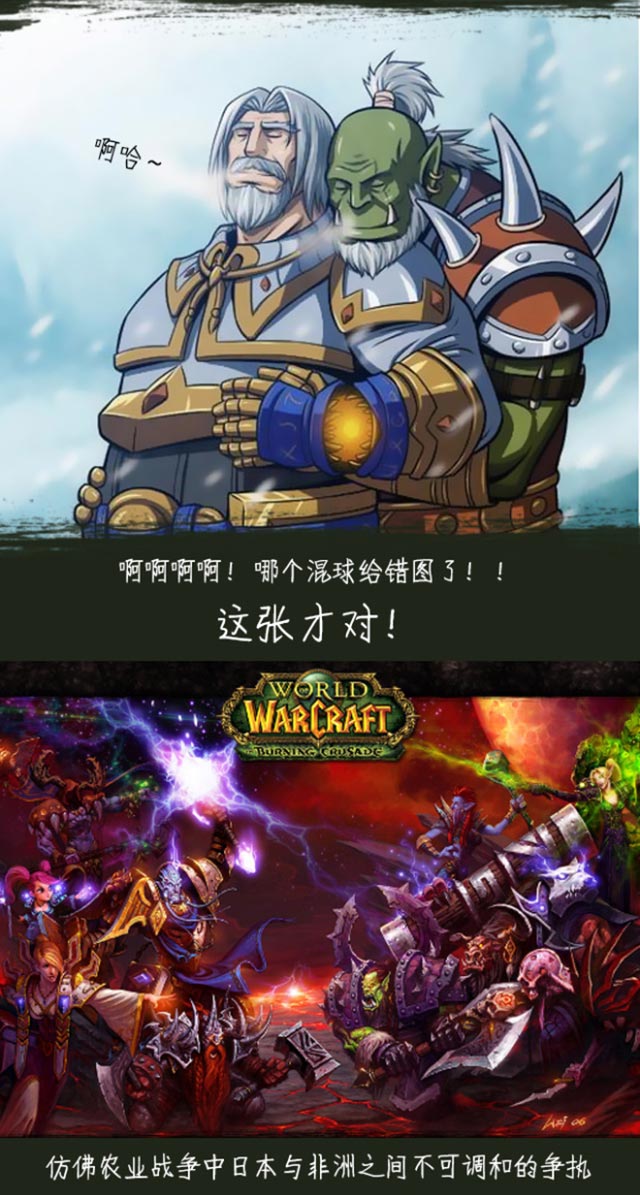 啊哈~
啊啊啊啊！哪个混球给错图了！！
这张才对！
WORLD
WARCRAFT
BURNING CRUSADE
仿佛农业战争中日本与非洲之间不可调和的争执